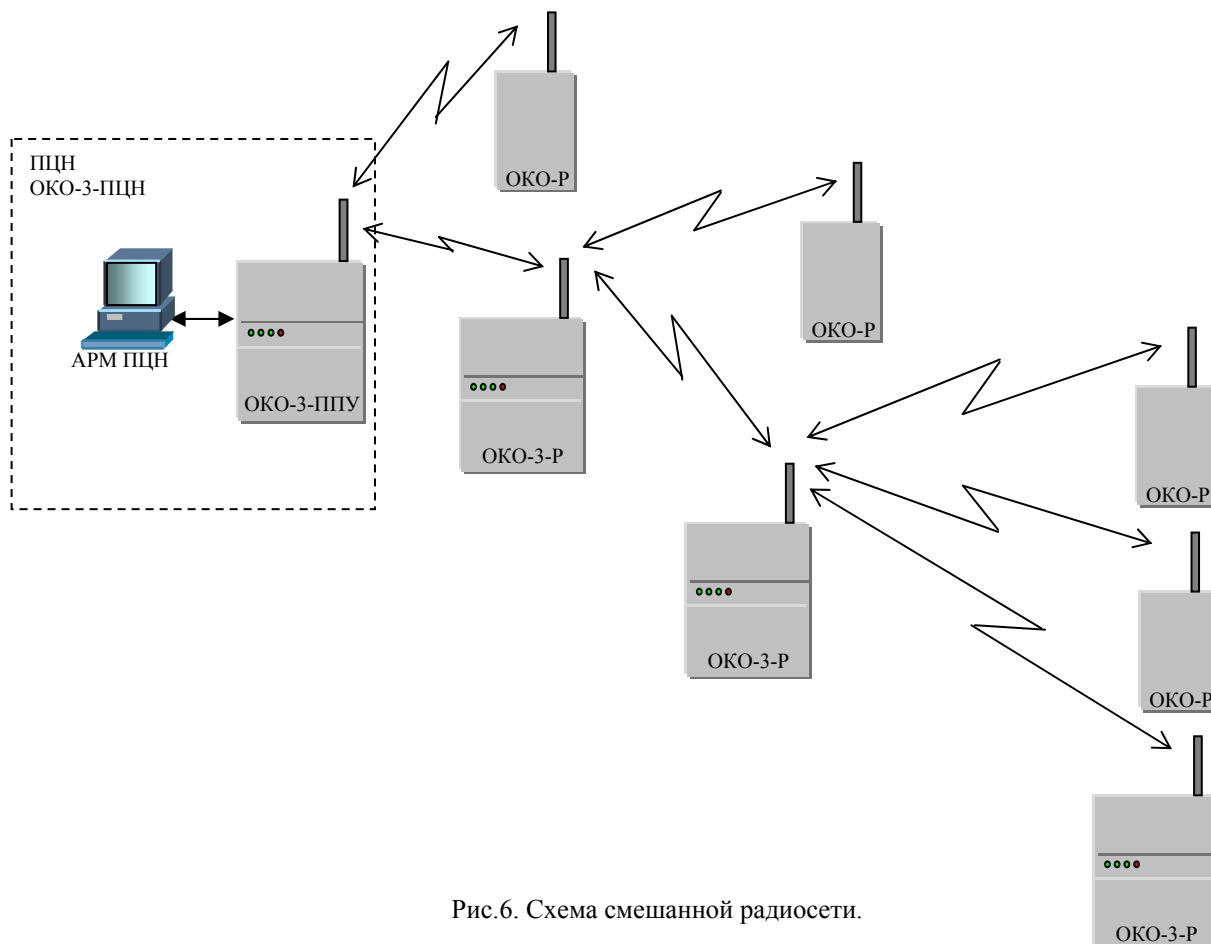 ПЦН
ОКО-3-ПЦН
АРМ ПЦН
ОКО-3-ППУ
ОКО-Р
ОКО-3-Р
ОКО-Р
ОКО-3-Р
ОКО-Р
ОКО-Р
ОКО-3-Р
Рис.6. Схема смешанной радиосети.